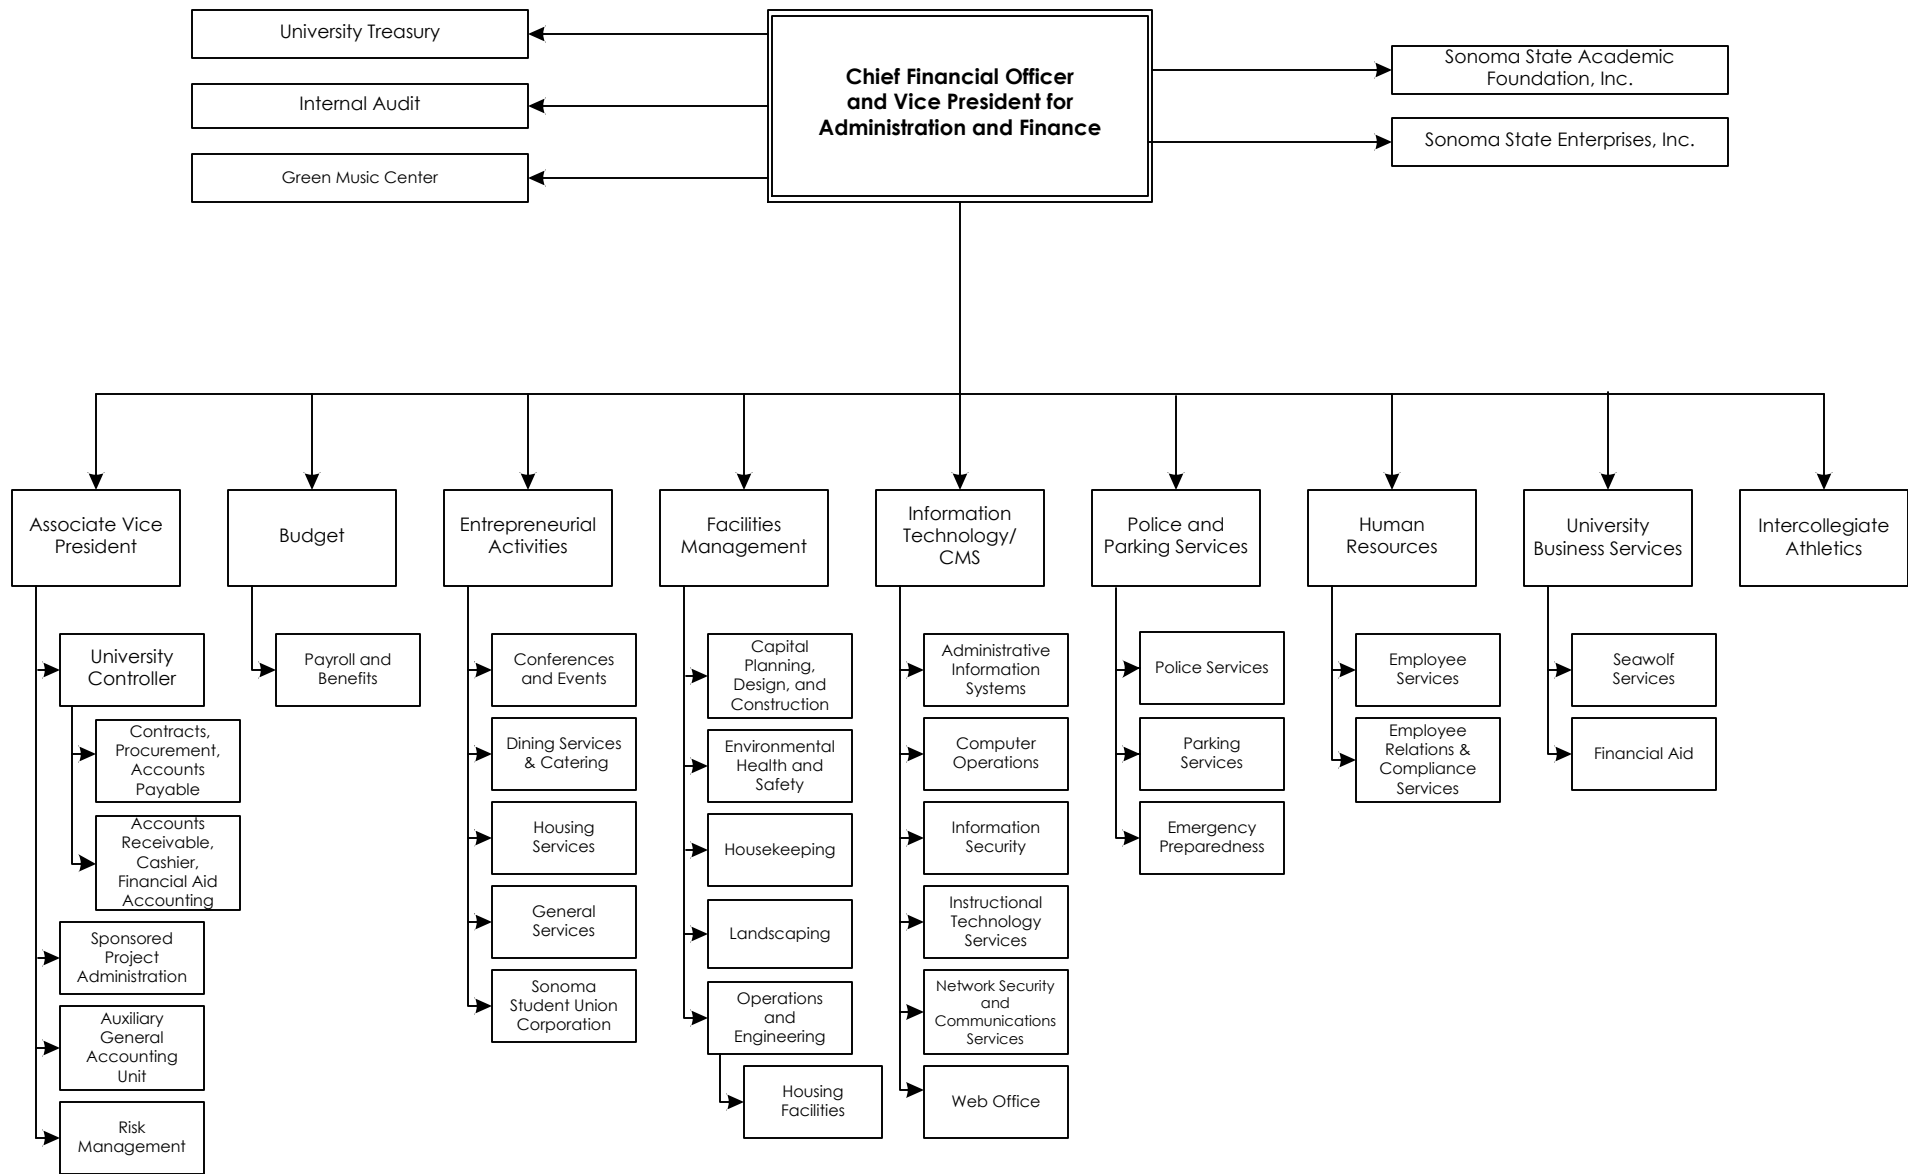 University Treasury
Internal Audit
Green Music Center
Chief Financial Officer
and Vice President for
Administration and Finance
Sonoma State Academic
Foundation, Inc.
Sonoma State Enterprises, Inc.
Associate Vice
President
Budget
Entrepreneurial
Activities
Facilities
Management
Information
Technology/
CMS
Police and
Parking Services
Human
Resources
University
Business Services
Intercollegiate
Athletics
University
Controller
Contracts,
Procurement,
Accounts
Payable
Accounts
Receivable,
Cashier,
Financial Aid
Accounting
Sponsored
Project
Administration
Auxiliary
General
Accounting
Unit
Risk
Management
Payroll and
Benefits
Conferences
and Events
Dining Services
& Catering
Housing
Services
General
Services
Sonoma
Student Union
Corporation
Capital
Planning,
Design, and
Construction
Environmental
Health and
Safety
Housekeeping
Landscaping
Operations
and
Engineering
Housing
Facilities
Administrative
Information
Systems
Computer
Operations
Information
Security
Instructional
Technology
Services
Network Security
and
Communications
Services
Web Office
Police Services
Parking
Services
Emergency
Preparedness
Employee
Services
Employee
Relations &
Compliance
Services
Seawolf
Services
Financial Aid